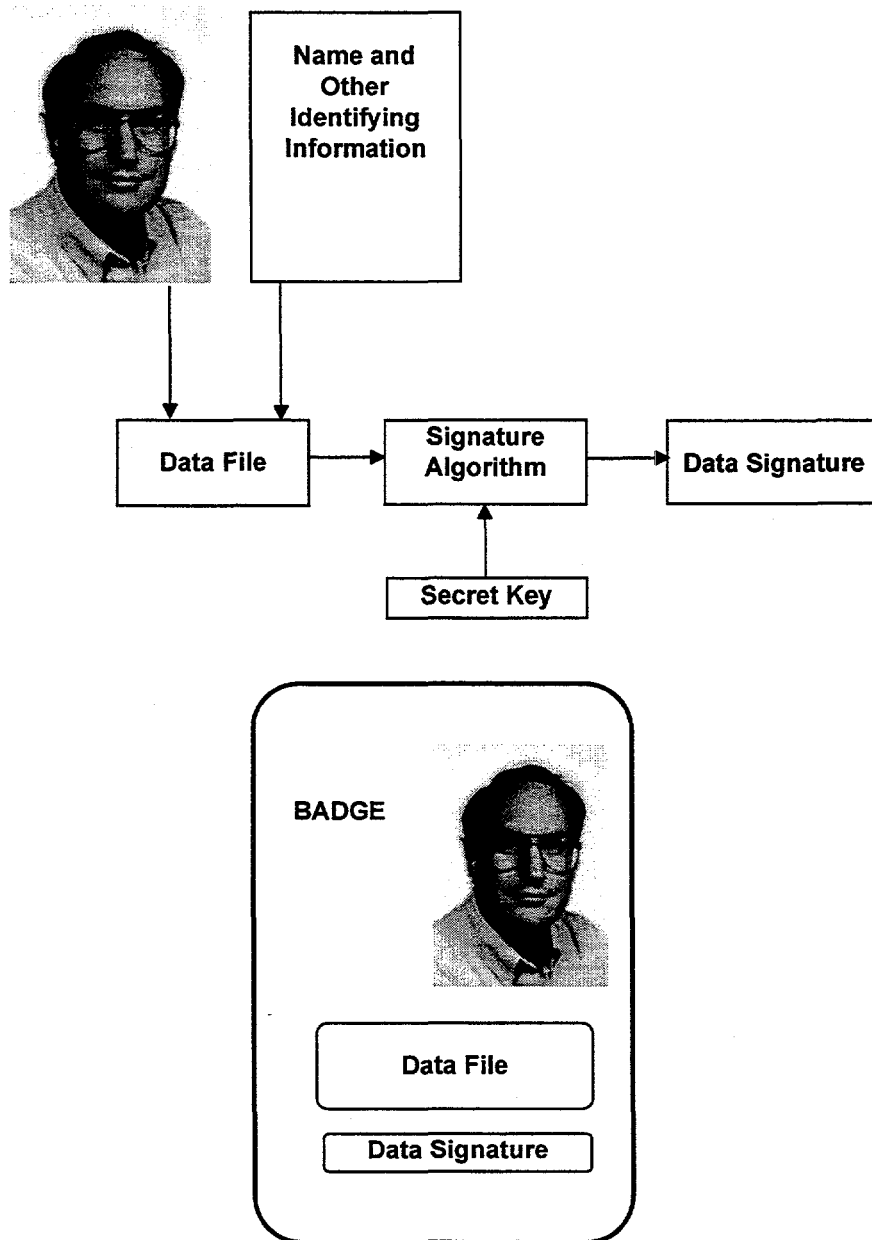 Name and
Other
Identifying
Information
Data File
Signature
Algorithm
Data Signature
Secret Key
BADGE
Data File
Data Signature